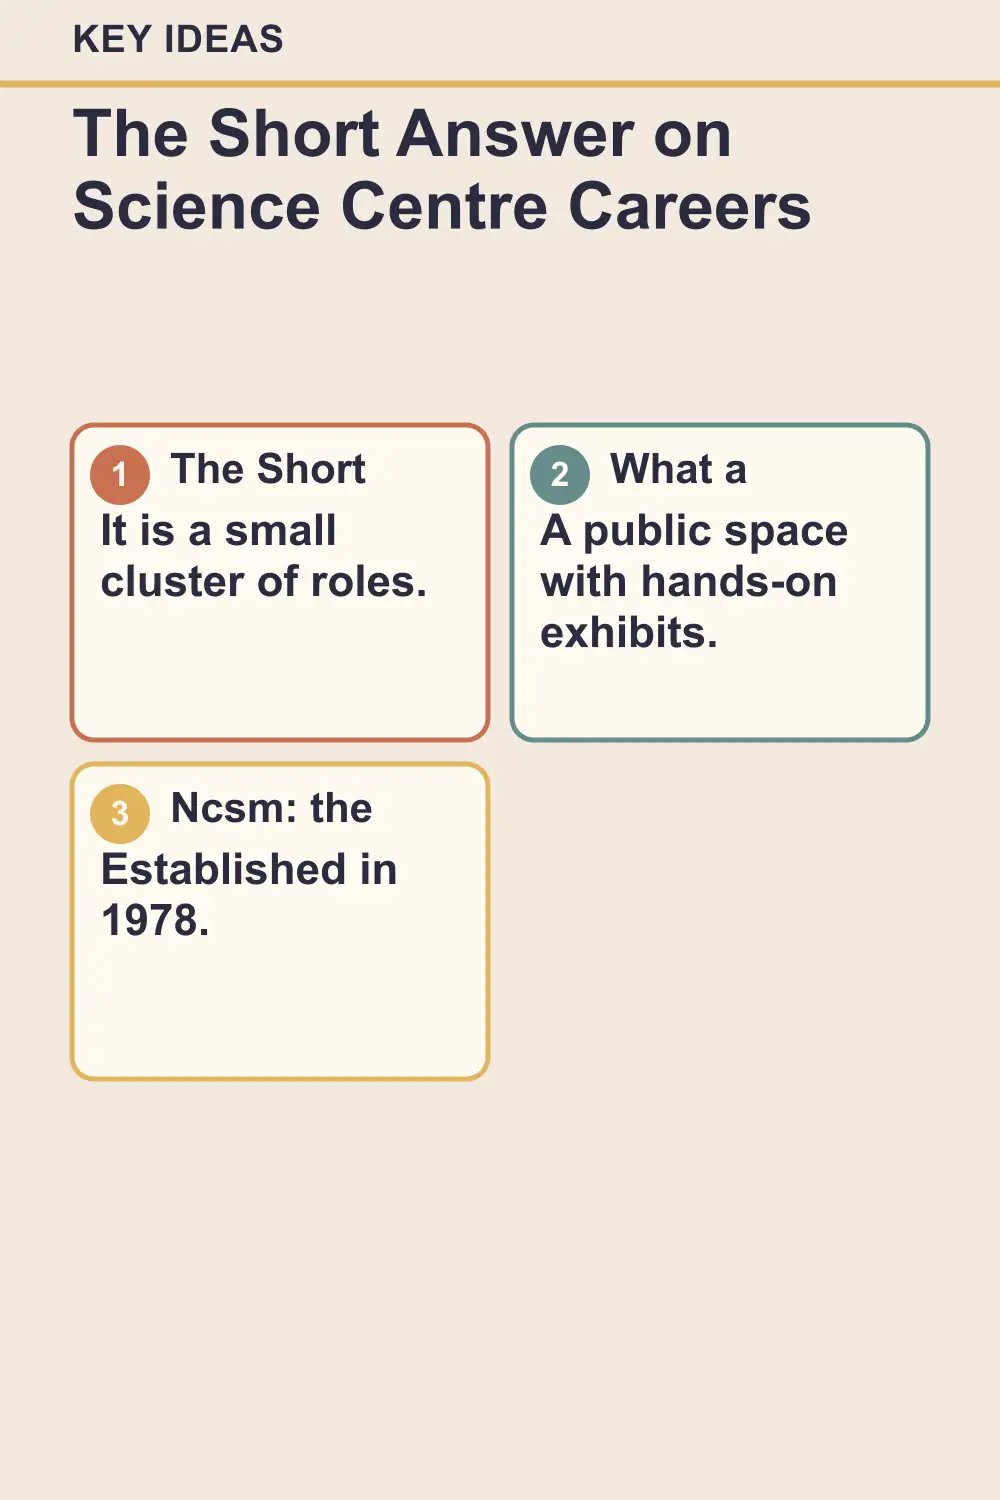 KEY IDEAS
The Short Answer on
Science Centre Careers
1 The Short
It is a small
cluster of roles.
2 What a
A public space
with hands-on
exhibits.
3 Ncsm: the
Established in
1978.